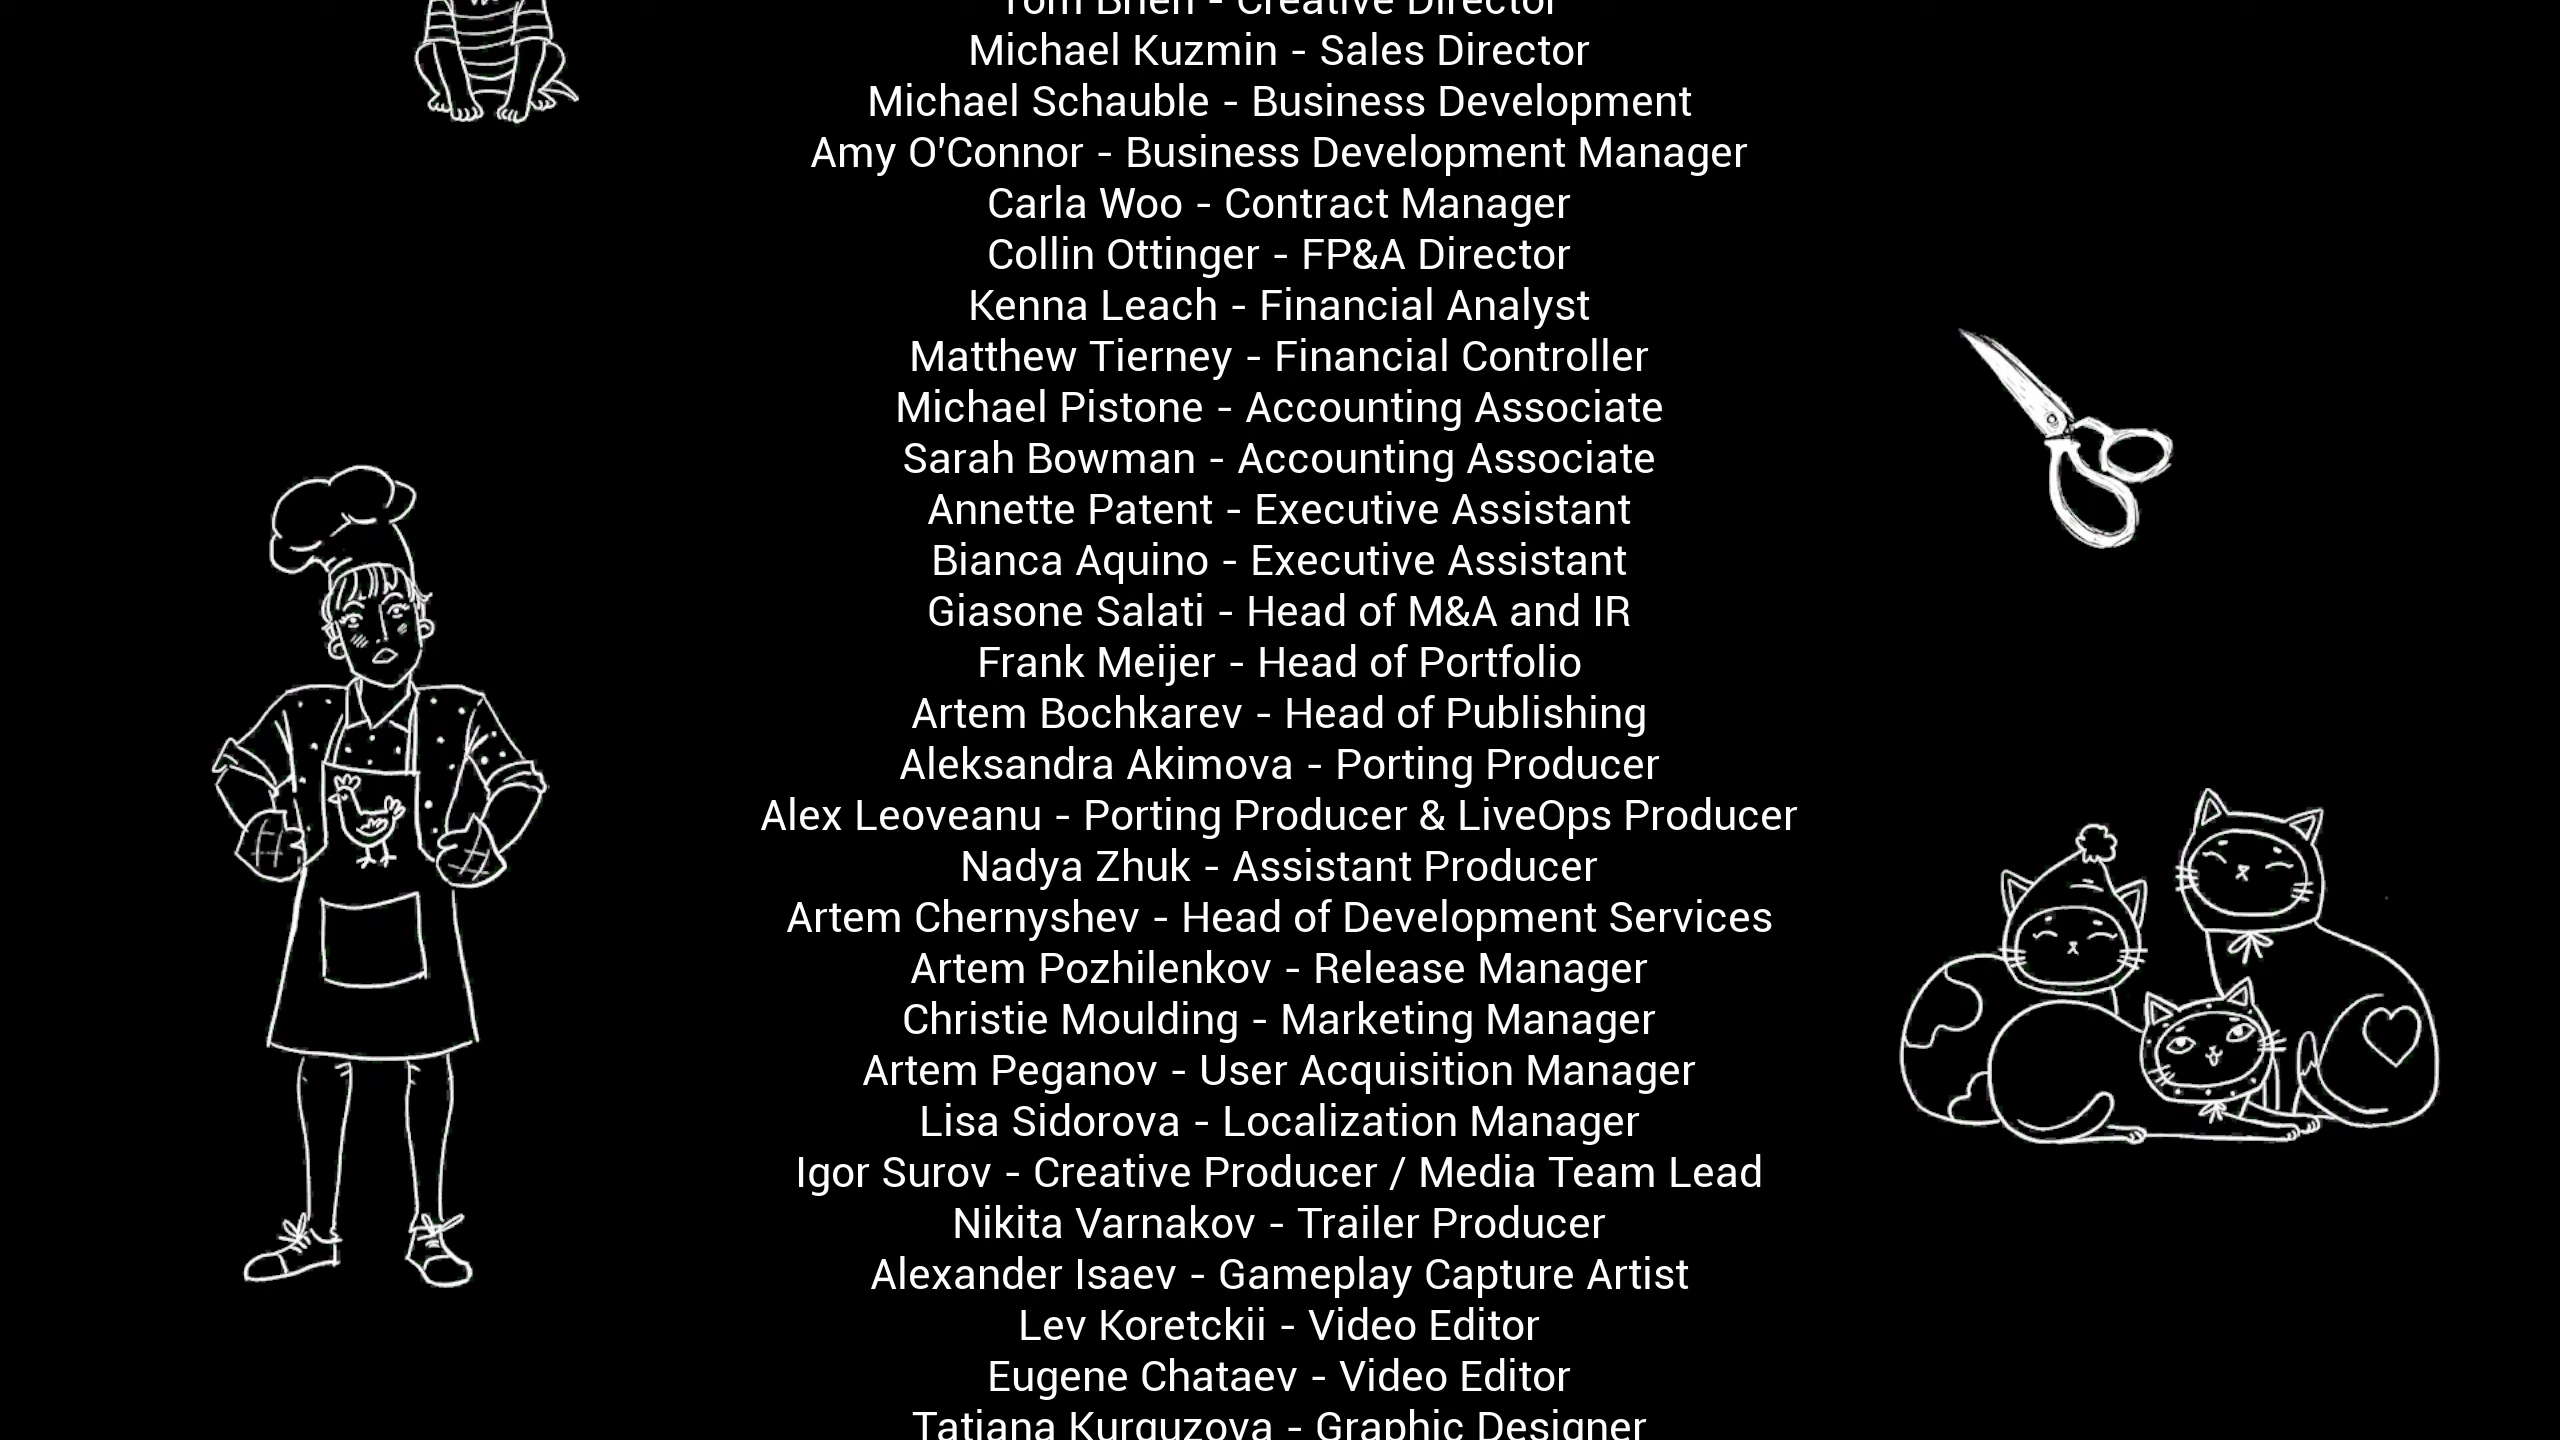 Tom Brien - Creative Director
Michael Kuzmin - Sales Director
Michael Schauble - Business Development
Amy O'Connor - Business Development Manager
Carla Woo - Contract Manager
Collin Ottinger - FP&A Director
Kenna Leach - Financial Analyst
Matthew Tierney - Financial Controller
Michael Pistone - Accounting Associate
Sarah Bowman - Accounting Associate
Annette Patent - Executive Assistant
Bianca Aquino - Executive Assistant
Giasone Salati - Head of M&A and IR
Frank Meijer - Head of Portfolio
Artem Bochkarev - Head of Publishing
Aleksandra Akimova - Porting Producer
Alex Leoveanu - Porting Producer & LiveOps Producer
Nadya Zhuk - Assistant Producer
Artem Chernyshev - Head of Development Services
Artem Pozhilenkov - Release Manager
Christie Moulding - Marketing Manager
Artem Peganov - User Acquisition Manager
Lisa Sidorova - Localization Manager
Igor Surov - Creative Producer / Media Team Lead
Nikita Varnakov - Trailer Producer
Alexander Isaev - Gameplay Capture Artist
Lev Koretckii - Video Editor
Eugene Chataev - Video Editor
Tatiana Kurguzova - Graphic Designer